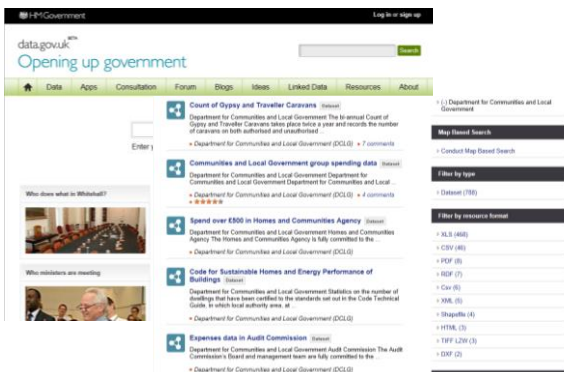 HM Government
Log in or sign up
data.gov.uk BETA
Opening up government
Search
Data Apps Consultation Forum Blogs Ideas Linked Data Resources About
Enter y
Who does what in Whitehall?
Who ministers are meeting
Count of Gypsy and Traveller Caravans Dataset
Department for Communities and Local Government The bi-annual Count of
Gypsy and Traveller Caravans takes place twice a year and records the number
of caravans on both authorised and unauthorised ...
Department for Communities and Local Government (DCLG) 7 comments
Communities and Local Government group spending data Dataset
Department for Communities and Local Government Department for
Communities and Local Government Department for Communities and Local ...
Department for Communities and Local Government (DCLG) 4 comments
Spend over £500 in Homes and Communities Agency Dataset
Department for Communities and Local Government Homes and Communities
Agency The Homes and Communities Agency is fully committed to the ...
Department for Communities and Local Government (DCLG)
Code for Sustainable Homes and Energy Performance of
Buildings Dataset
Department for Communities and Local Government Statistics on the number of
dwellings that have been certified to the standards set out in the Code Technical
Guide, in which local authority area, at ...
Department for Communities and Local Government (DCLG)
Expenses data in Audit Commission Dataset
Department for Communities and Local Government Audit Commission The Audit
Commission's Board and management team are fully committed to the ...
Department for Communities and Local Government (DCLG)
(-) Department for Communities and Local
Government
Map Based Search
Conduct Map Based Search
Filter by type
Dataset (788)
Filter by resource format
XLS (468)
CSV (46)
PDF (8)
RDF (7)
Csv (6)
XML (5)
Shapefile (4)
HTML (3)
TIFF LZW (3)
DXF (2)